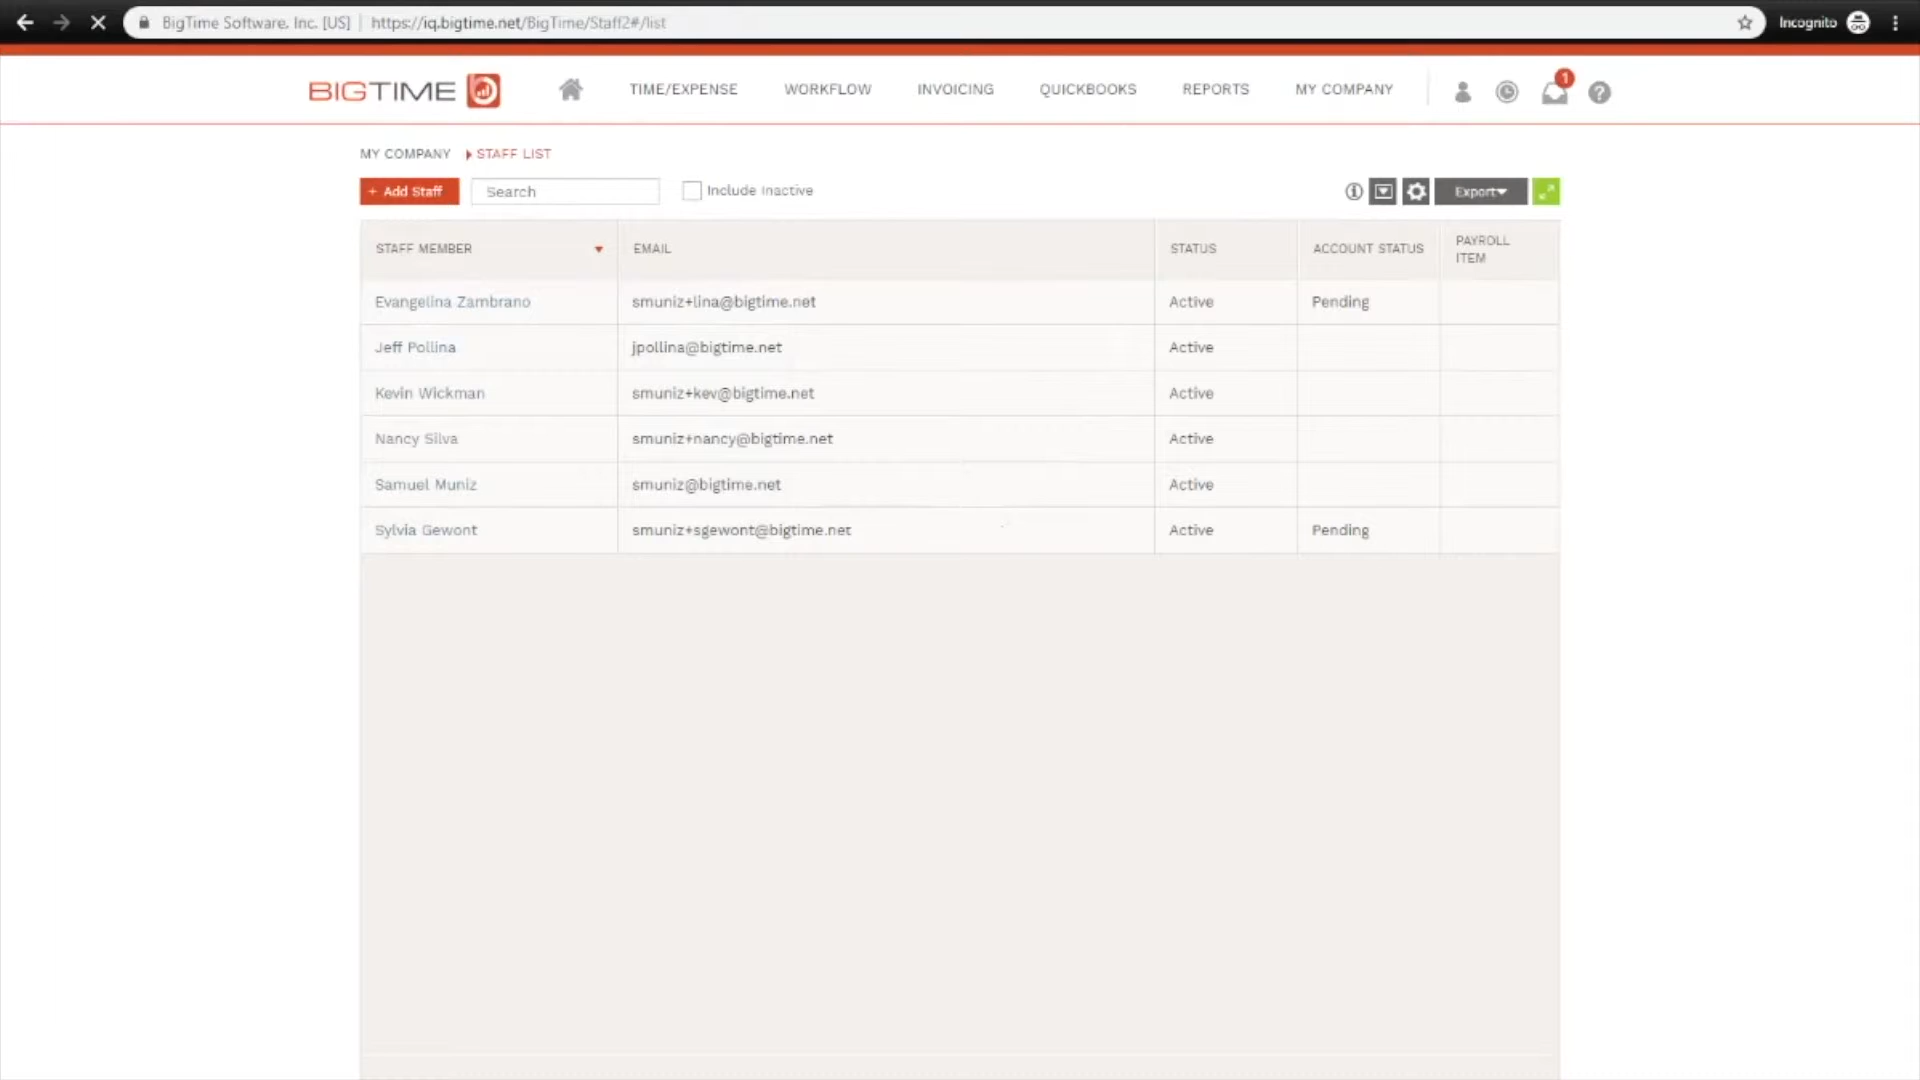 BigTime Software, Inc. [US] | https://iq.bigtime.net/BigTime/Staff2#/list
Incognito
BIGTIME
TIME/EXPENSE
WORKFLOW
INVOICING
QUICKBOOKS
REPORTS
MY COMPANY
1
?
MY COMPANY
STAFF LIST
+ Add Staff
Search
Include Inactive
Export
STAFF MEMBER
EMAIL
STATUS
ACCOUNT STATUS
PAYROLL
ITEM
Evangelina Zambrano
smuniz+lina@bigtime.net
Active
Pending
Jeff Pollina
jpollina@bigtime.net
Active
Kevin Wickman
smuniz+kev@bigtime.net
Active
Nancy Silva
smuniz+nancy@bigtime.net
Active
Samuel Muniz
smuniz@bigtime.net
Active
Sylvia Gewont
smuniz+sgewont@bigtime.net
Active
Pending